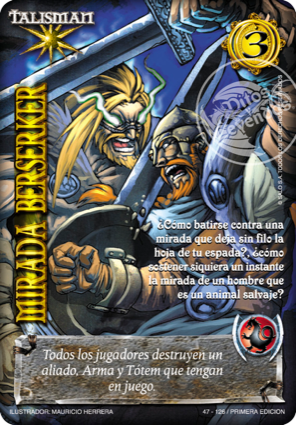 TALISMAN
3
MIRADA BERSERKER
¿Como batirse contra una
mirada que deja sin filo la
hoja de tu espada?, ¿cómo
sostener siquiera un instante
la mirada de un hombre que
es un animal salvaje?
Todos los jugadores destruyen un
aliado, Arma y Tótem que tengan
en juego.
ILUSTRADOR: MAURICIO HERRERA
47 - 126 / PRIMERA EDICION